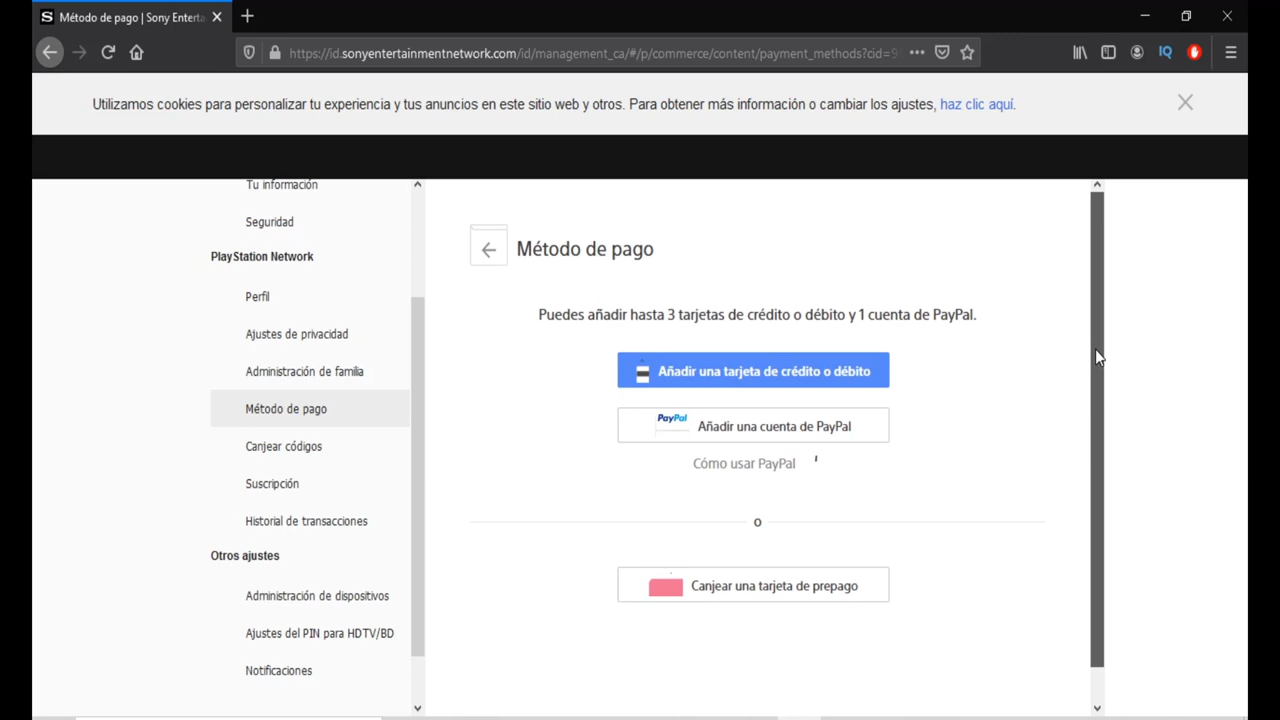 Método de pago | Sony Enterta
https://id.sonyentertainmentnetwork.com/id/management_ca/#/p/commerce/content/payment_methods?cid=9
Utilizamos cookies para personalizar tu experiencia y tus anuncios en este sitio web y otros. Para obtener más información o cambiar los ajustes, haz clic aquí.
Tu información
Seguridad
PlayStation Network
Perfil
Ajustes de privacidad
Administración de familia
Método de pago
Canjear códigos
Suscripción
Historial de transacciones
Otros ajustes
Administración de dispositivos
Ajustes del PIN para HDTV/BD
Notificaciones
Método de pago
Puedes añadir hasta 3 tarjetas de crédito o débito y 1 cuenta de PayPal.
Añadir una tarjeta de crédito o débito
PayPal Añadir una cuenta de PayPal
Cómo usar PayPal
o
Canjear una tarjeta de prepago